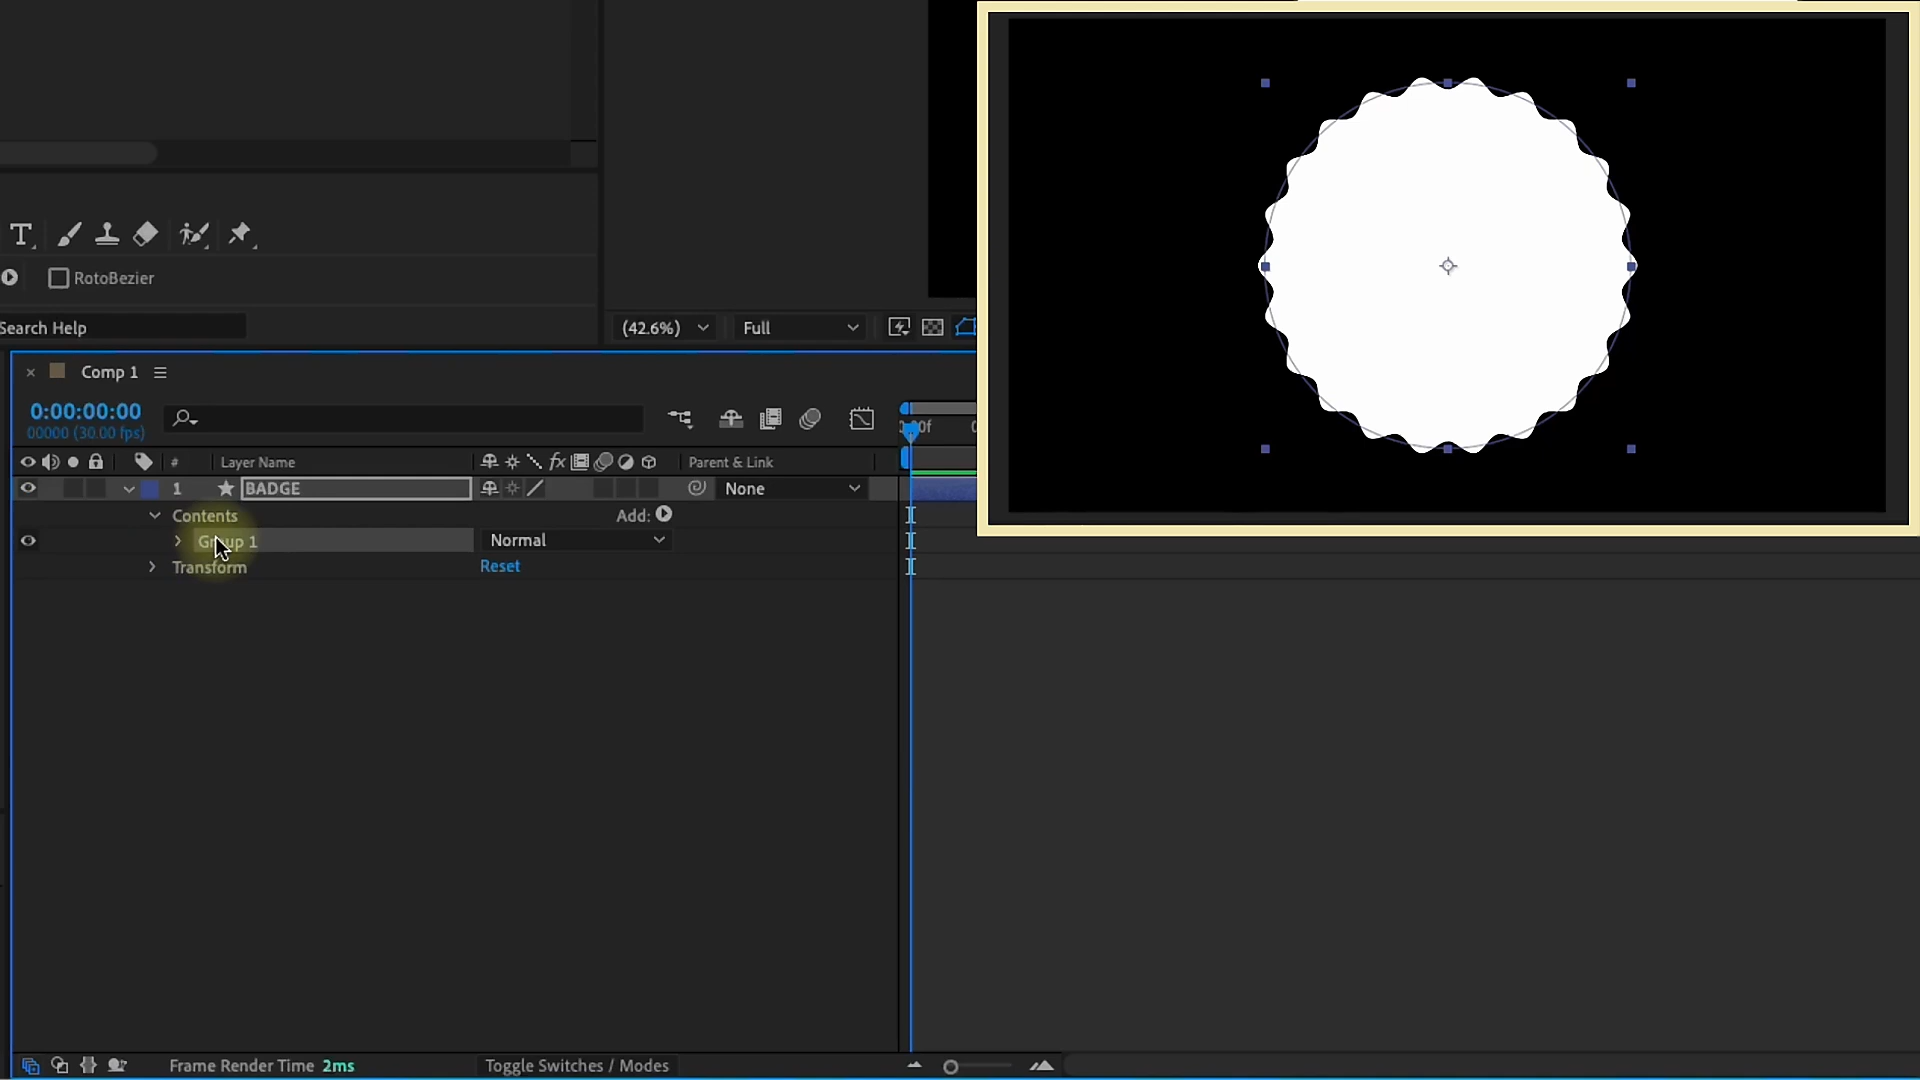 T
RotoBezier
Search Help
(42.6%) Full
Comp 1
0:00:00:00
00000 (30.00 fps)
# Layer Name fx Parent & Link
1 BADGE None
Contents Add:
Group 1 Normal
Transform Reset
Frame Render Time 2ms Toggle Switches / Modes